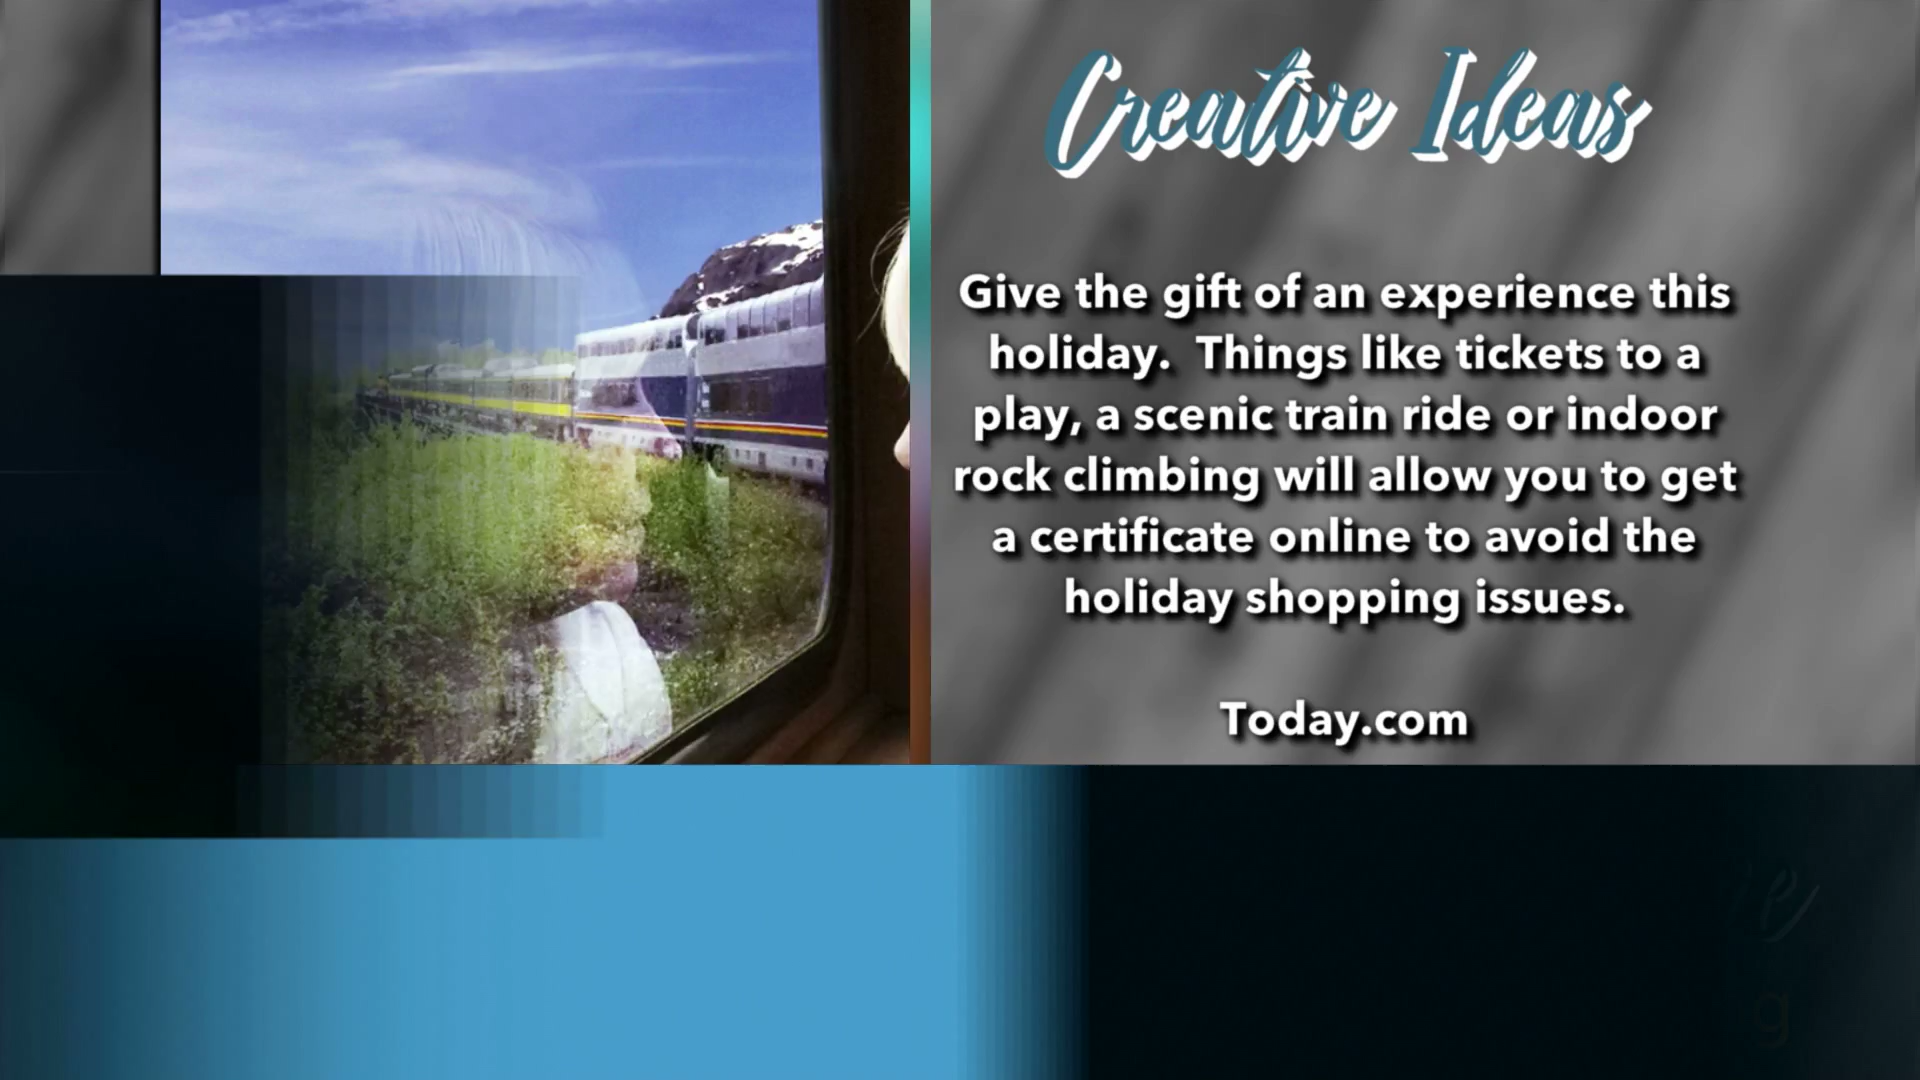 Creative Ideas
Give the gift of an experience this
holiday.  Things like tickets to a
play, a scenic train ride or indoor
rock climbing will allow you to get
a certificate online to avoid the
holiday shopping issues.
Today.com